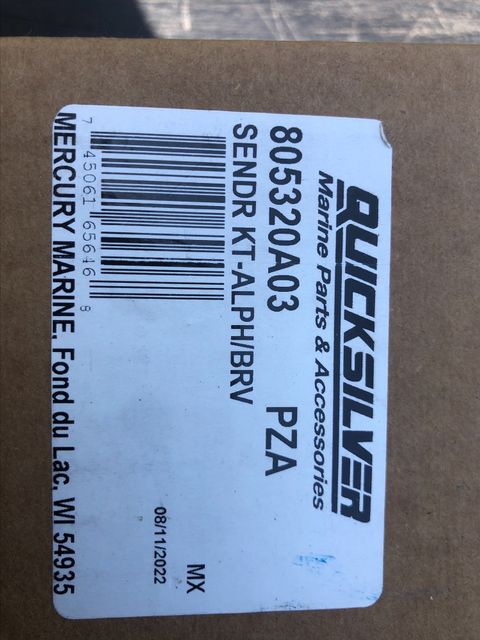 QUICKSILVER
Marine Parts & Accessories
805320A03 PZA
SENDR KT-ALPH/BRV
7 45061 65646 8
MX
08/11/2022
MERCURY MARINE, Fond du Lac, WI 54935